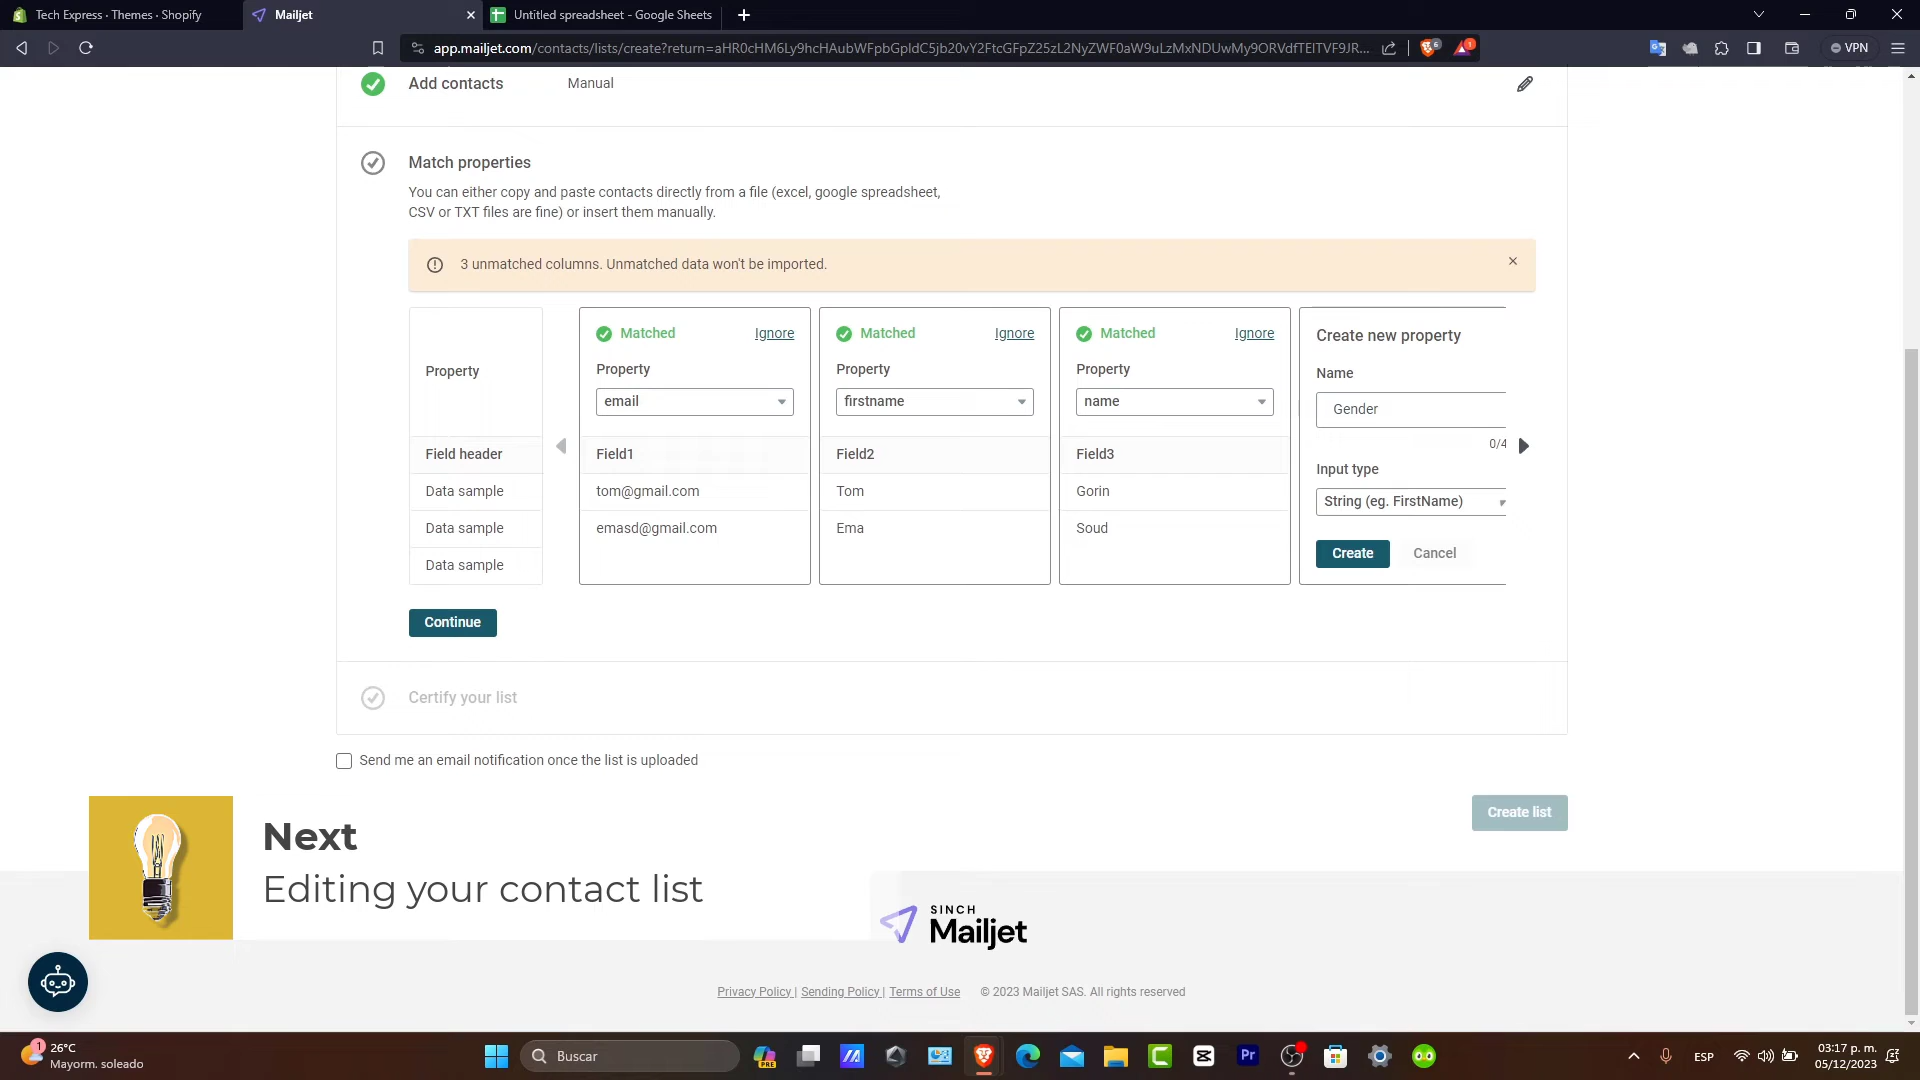 Tech Express · Themes · Shopify
Mailjet
Untitled spreadsheet - Google Sheets
app.mailjet.com/contacts/lists/create?return=aHR0cHM6Ly9hcHAubWFpbGpldC5jb20vY2FtcGFpZ25zL2NyZWF0aW9uLzMxNDUwMy9ORVdfTElTVF9JR...
6
1
VPN
Add contacts
Manual
Match properties
You can either copy and paste contacts directly from a file (excel, google spreadsheet,
CSV or TXT files are fine) or insert them manually.
3 unmatched columns. Unmatched data won't be imported.
Property
Field header
Data sample
Data sample
Data sample
Matched
Ignore
Property
email
Field1
tom@gmail.com
emasd@gmail.com
Matched
Ignore
Property
firstname
Field2
Tom
Ema
Matched
Ignore
Property
name
Field3
Gorin
Soud
Create new property
Name
Gender
0/4
Input type
String (eg. FirstName)
Create
Cancel
Continue
Certify your list
Send me an email notification once the list is uploaded
Create list
Next
Editing your contact list
SINCH
Mailjet
Privacy Policy | Sending Policy | Terms of Use © 2023 Mailjet SAS. All rights reserved
1
26°C
Mayorm. soleado
Buscar
PRE
Pr
ESP
03:17 p. m.
05/12/2023